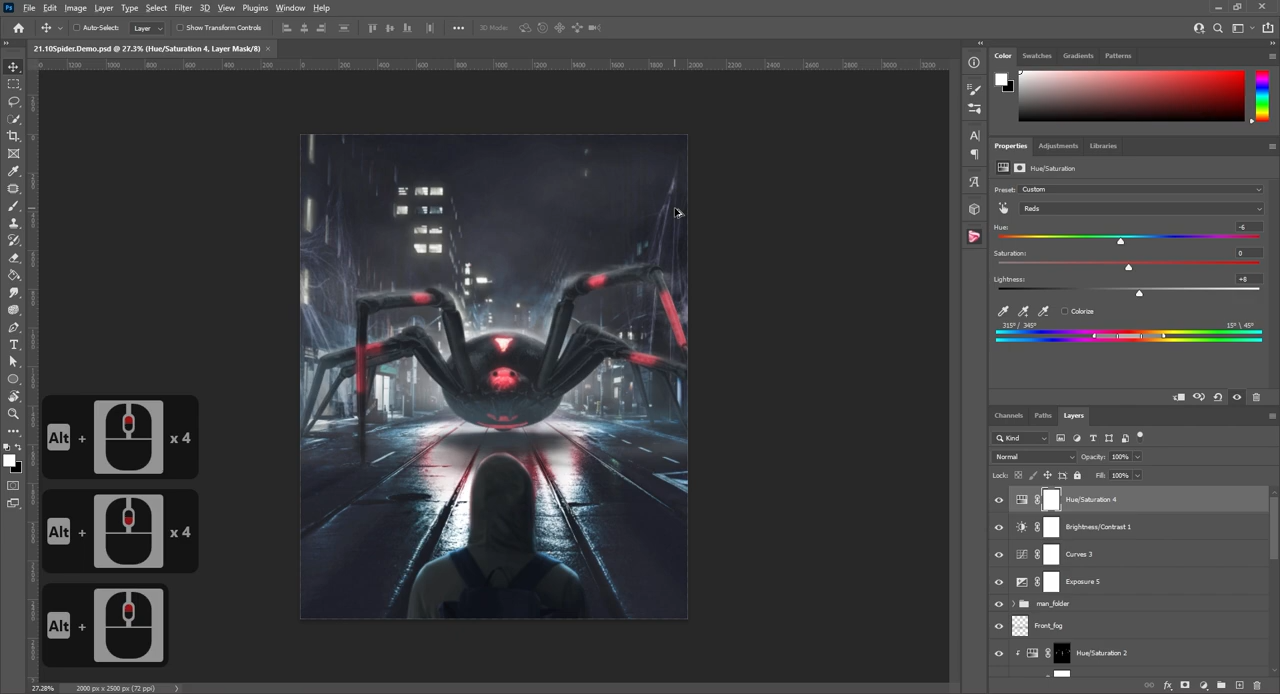 Ps File Edit Image Layer Type Select Filter 3D View Plugins Window Help
Auto-Select: Layer Show Transform Controls 3D Mode:
21.10Spider.Demo.psd @ 27.3% (Hue/Saturation 4, Layer Mask/8)
Color Swatches Gradients Patterns
Properties Adjustments Libraries
Hue/Saturation
Preset: Custom
Reds
Hue: -6
Saturation: 0
Lightness: +8
Colorize
315°/ 345° 15° \ 45°
Channels Paths Layers
Kind
Normal Opacity: 100%
Lock: Fill: 100%
Hue/Saturation 4
Brightness/Contrast 1
Curves 3
Exposure 5
man_folder
Front_fog
Hue/Saturation 2
Alt + x 4
Alt + x 4
Alt +
27.28% 2000 px x 2500 px (72 ppi)